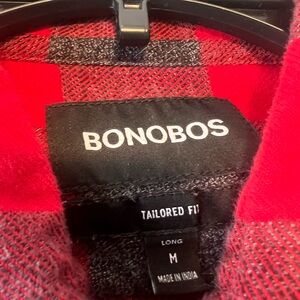 BONOBOS
TAILORED FIT
LONG
M
MADE IN INDIA